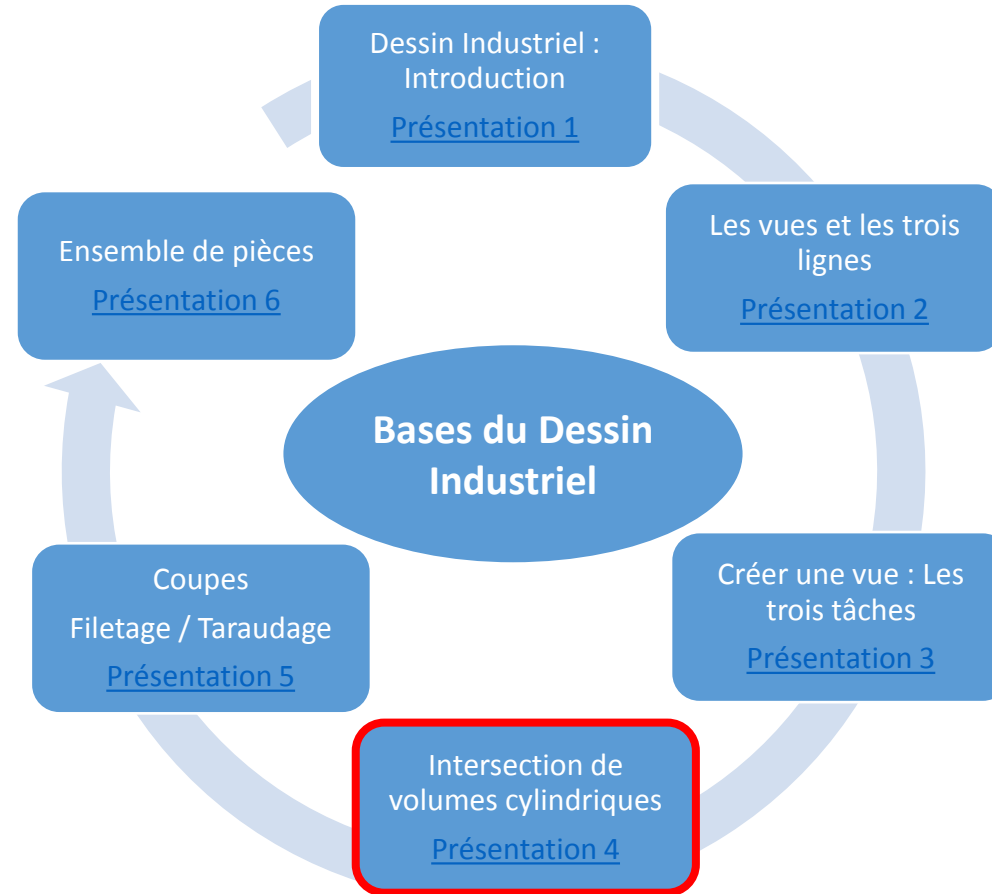 Dessin Industriel :
Introduction
Présentation 1
Les vues et les trois
lignes
Présentation 2
Créer une vue : Les
trois tâches
Présentation 3
Intersection de
volumes cylindriques
Présentation 4
Coupes
Filetage / Taraudage
Présentation 5
Ensemble de pièces
Présentation 6
Bases du Dessin
Industriel